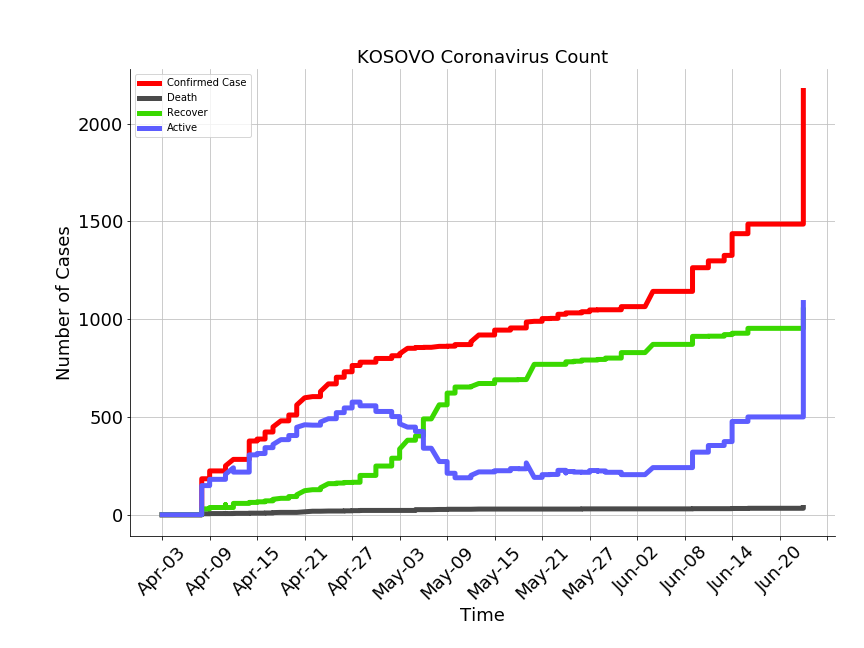 KOSOVO Coronavirus Count
Confirmed Case
Death
Recover
Active
Number of Cases
2000
1500
1000
500
0
Apr-03
Apr-09
Apr-15
Apr-21
Apr-27
May-03
May-09
May-15
May-21
May-27
Jun-02
Jun-08
Jun-14
Jun-20
Time